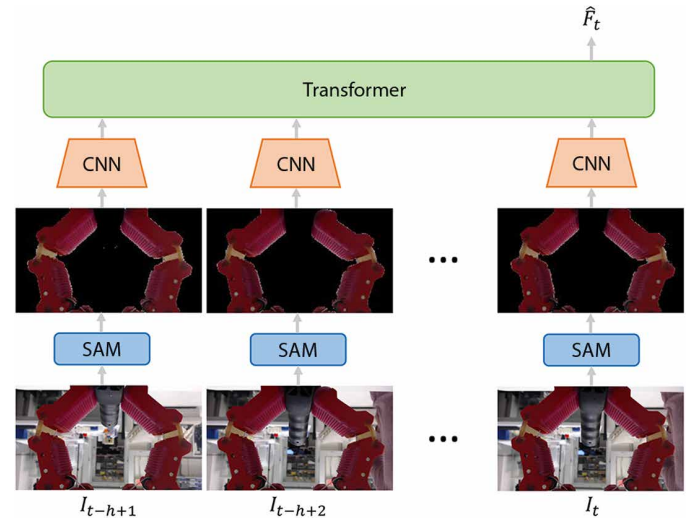 F̂ₜ
Transformer
CNN CNN CNN
...
SAM SAM SAM
...
Iₜ₋ₕ₊₁ Iₜ₋ₕ₊₂ Iₜ